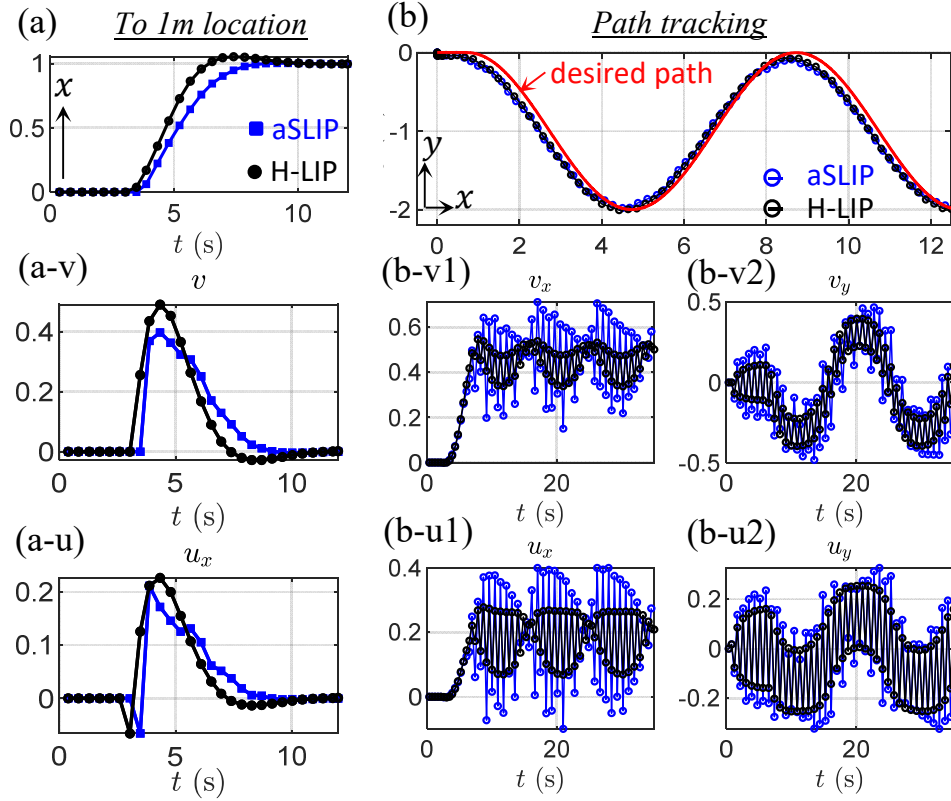 (a) To 1m location
1
0.5
0
x
aSLIP
H-LIP
0 5 10
t (s)
(b) Path tracking
0
-1
-2
desired path
y
x
aSLIP
H-LIP
0 2 4 6 8 10 12
(a-v) v
0.4
0.2
0
0 5 10
t (s)
(b-v1) v_x
0.6
0.4
0.2
0
0 20
t (s)
(b-v2) v_y
0.5
0
-0.5
0 20
t (s)
(a-u) u_x
0.2
0.1
0
0 5 10
t (s)
(b-u1) u_x
0.4
0.2
0
0 20
t (s)
(b-u2) u_y
0.2
0
-0.2
0 20
t (s)